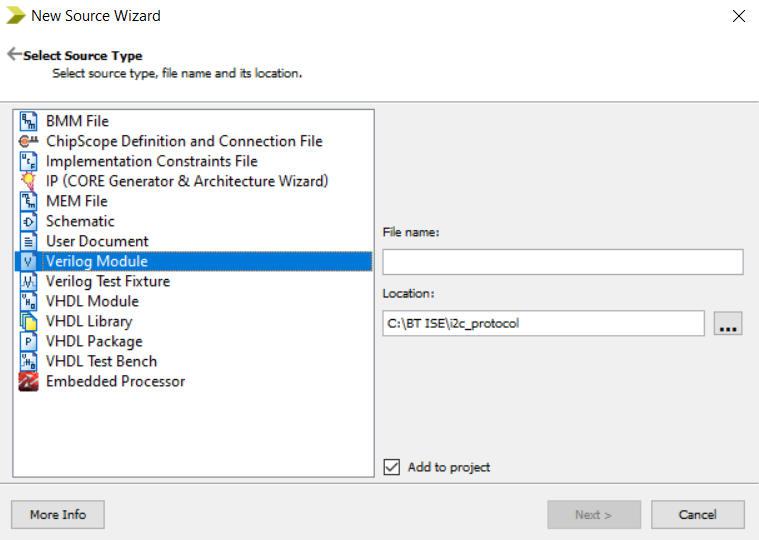 New Source Wizard
Select Source Type
Select source type, file name and its location.
BMM File
ChipScope Definition and Connection File
Implementation Constraints File
IP (CORE Generator & Architecture Wizard)
MEM File
Schematic
User Document
Verilog Module
Verilog Test Fixture
VHDL Module
VHDL Library
VHDL Package
VHDL Test Bench
Embedded Processor
File name:
Location:
C:\BT ISE\i2c_protocol
...
Add to project
More Info
Next >
Cancel